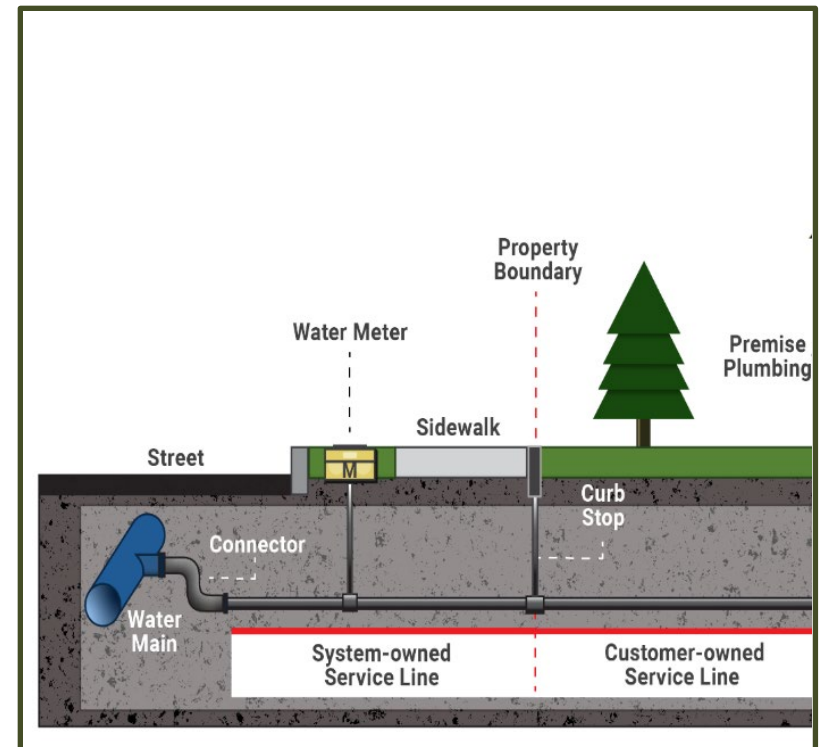 Property
Boundary
Water Meter
Premise
Plumbing
Sidewalk
Street
M
Curb
Stop
Connector
Water
Main
System-owned
Service Line
Customer-owned
Service Line